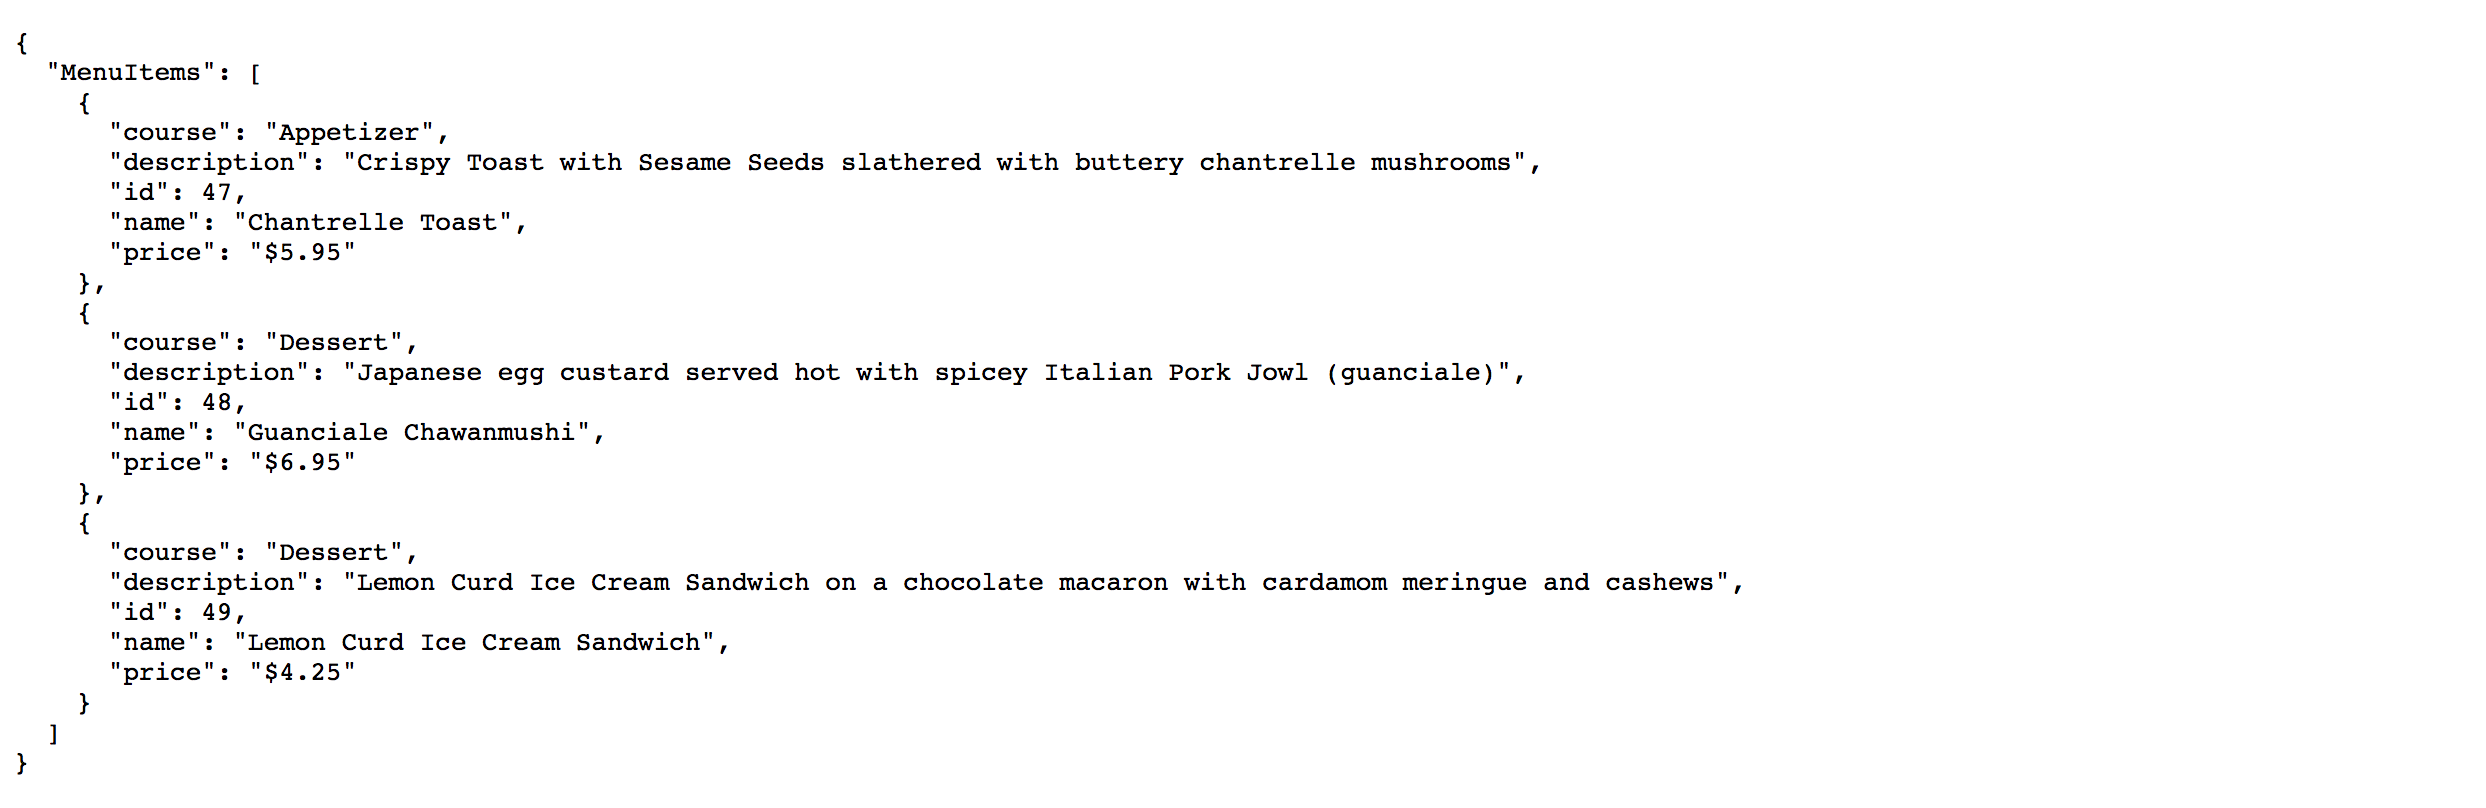 {
  "MenuItems": [
    {
      "course": "Appetizer",
      "description": "Crispy Toast with Sesame Seeds slathered with buttery chantrelle mushrooms",
      "id": 47,
      "name": "Chantrelle Toast",
      "price": "$5.95"
    },
    {
      "course": "Dessert",
      "description": "Japanese egg custard served hot with spicey Italian Pork Jowl (guanciale)",
      "id": 48,
      "name": "Guanciale Chawanmushi",
      "price": "$6.95"
    },
    {
      "course": "Dessert",
      "description": "Lemon Curd Ice Cream Sandwich on a chocolate macaron with cardamom meringue and cashews",
      "id": 49,
      "name": "Lemon Curd Ice Cream Sandwich",
      "price": "$4.25"
    }
  ]
}